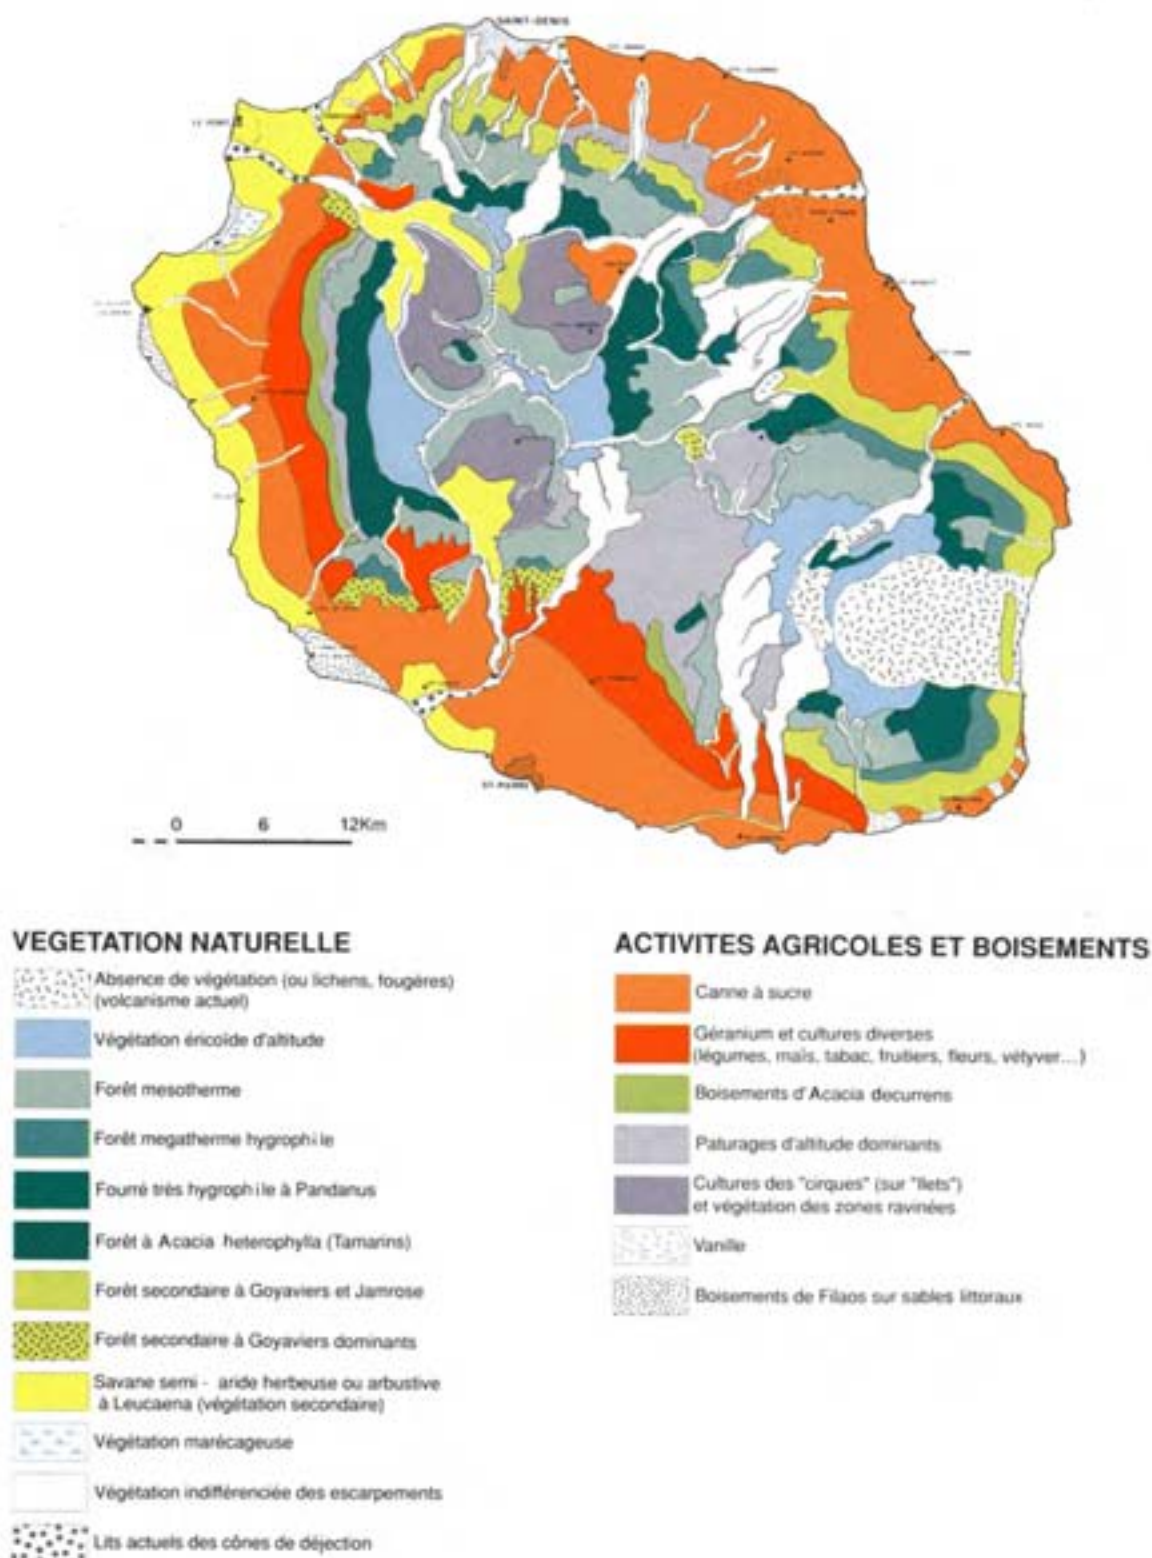 SAINT-DENIS
ST-PIERRE
0 6 12Km
VEGETATION NATURELLE
Absence de végétation (ou lichens, fougères)
(volcanisme actuel)
Végétation éricoïde d'altitude
Forêt mesotherme
Forêt megatherme hygrophile
Fourré très hygrophile à Pandanus
Forêt à Acacia heterophylla (Tamarins)
Forêt secondaire à Goyaviers et Jamrose
Forêt secondaire à Goyaviers dominants
Savane semi - aride herbeuse ou arbustive
à Leucaena (végétation secondaire)
Végétation marécageuse
Végétation indifférenciée des escarpements
Lits actuels des cônes de déjection
ACTIVITES AGRICOLES ET BOISEMENTS
Canne à sucre
Géranium et cultures diverses
(légumes, maïs, tabac, fruitiers, fleurs, vétyver...)
Boisements d'Acacia decurrens
Paturages d'altitude dominants
Cultures des "cirques" (sur "Ilets")
et végétation des zones ravinées
Vanille
Boisements de Filaos sur sables littoraux